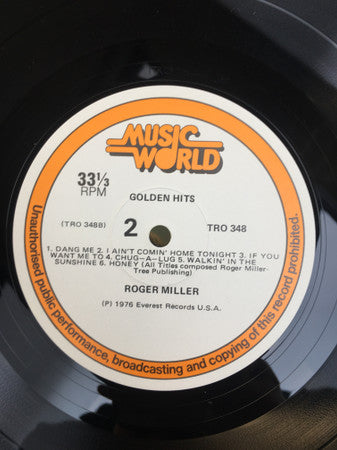 MUSIC
WORLD
33⅓
RPM
GOLDEN HITS
(TRO 348B)
2
TRO 348
1. DANG ME 2. I AIN'T COMIN' HOME TONIGHT 3. IF YOU
WANT ME TO 4. CHUG—A—LUG 5. WALKIN' IN THE
SUNSHINE 6. HONEY (All Titles composed Roger Miller-
Tree Publishing)
ROGER MILLER
(P) 1976 Everest Records U.S.A.
Unauthorised public performance, broadcasting and copying of this record prohibited.